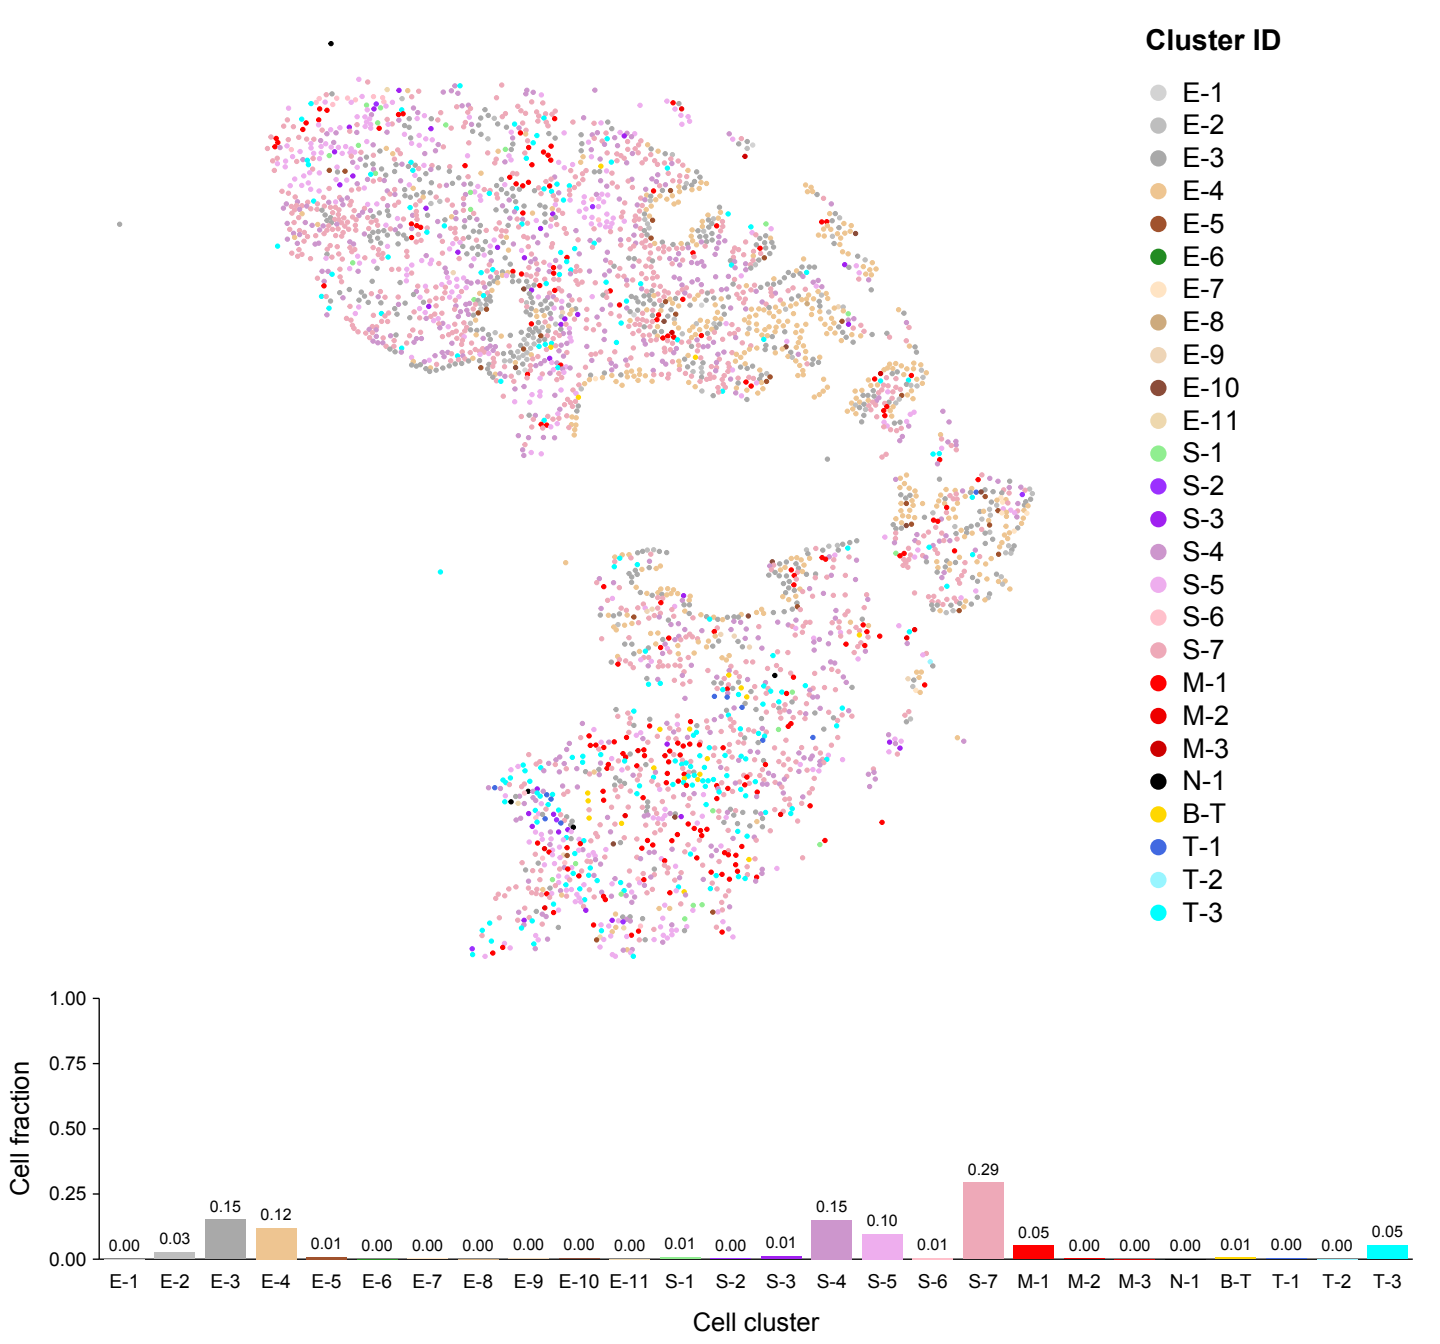 Cluster ID
E-1
E-2
E-3
E-4
E-5
E-6
E-7
E-8
E-9
E-10
E-11
S-1
S-2
S-3
S-4
S-5
S-6
S-7
M-1
M-2
M-3
N-1
B-T
T-1
T-2
T-3
Cell fraction
1.00
0.75
0.50
0.25
0.00
0.00 0.03 0.15 0.12 0.01 0.00 0.00 0.00 0.00 0.00 0.00 0.01 0.00 0.01 0.15 0.10 0.01 0.29 0.05 0.00 0.00 0.00 0.01 0.00 0.00 0.05
E-1 E-2 E-3 E-4 E-5 E-6 E-7 E-8 E-9 E-10 E-11 S-1 S-2 S-3 S-4 S-5 S-6 S-7 M-1 M-2 M-3 N-1 B-T T-1 T-2 T-3
Cell cluster